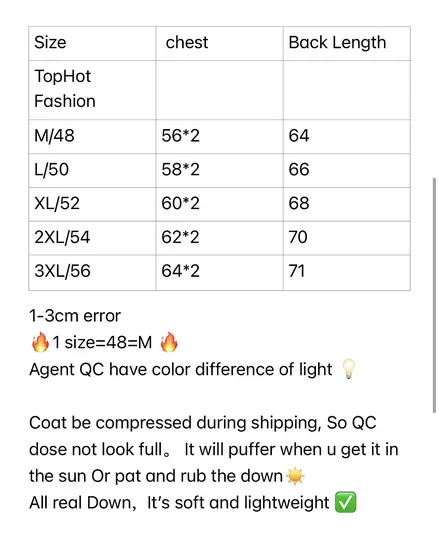 Size chest Back Length
TopHot
Fashion
M/48 56*2 64
L/50 58*2 66
XL/52 60*2 68
2XL/54 62*2 70
3XL/56 64*2 71
1-3cm error
🔥1 size=48=M 🔥
Agent QC have color difference of light 💡
Coat be compressed during shipping, So QC
dose not look full。 It will puffer when u get it in
the sun Or pat and rub the down☀️
All real Down，It's soft and lightweight ✅